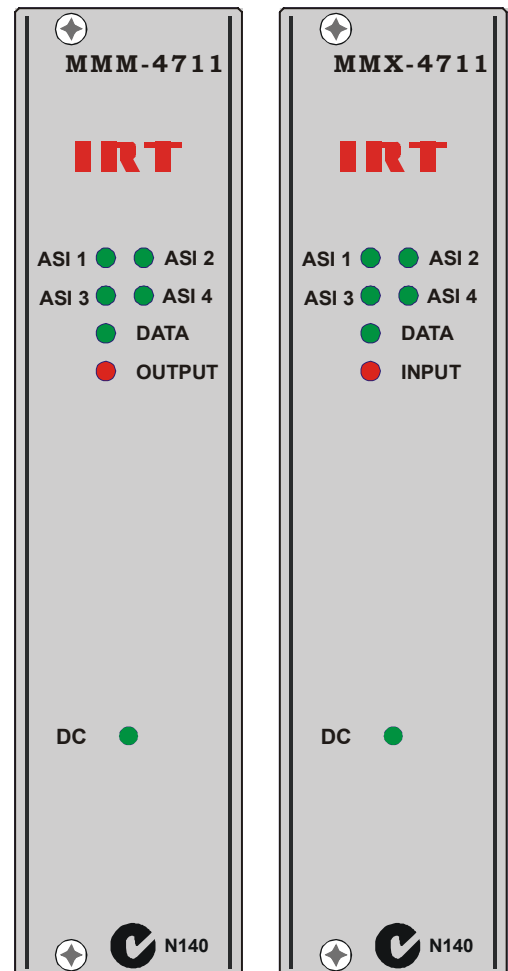 MMM-4711
IRT
ASI 1 ASI 2
ASI 3 ASI 4
DATA
OUTPUT
DC
N140
MMX-4711
IRT
ASI 1 ASI 2
ASI 3 ASI 4
DATA
INPUT
DC
N140